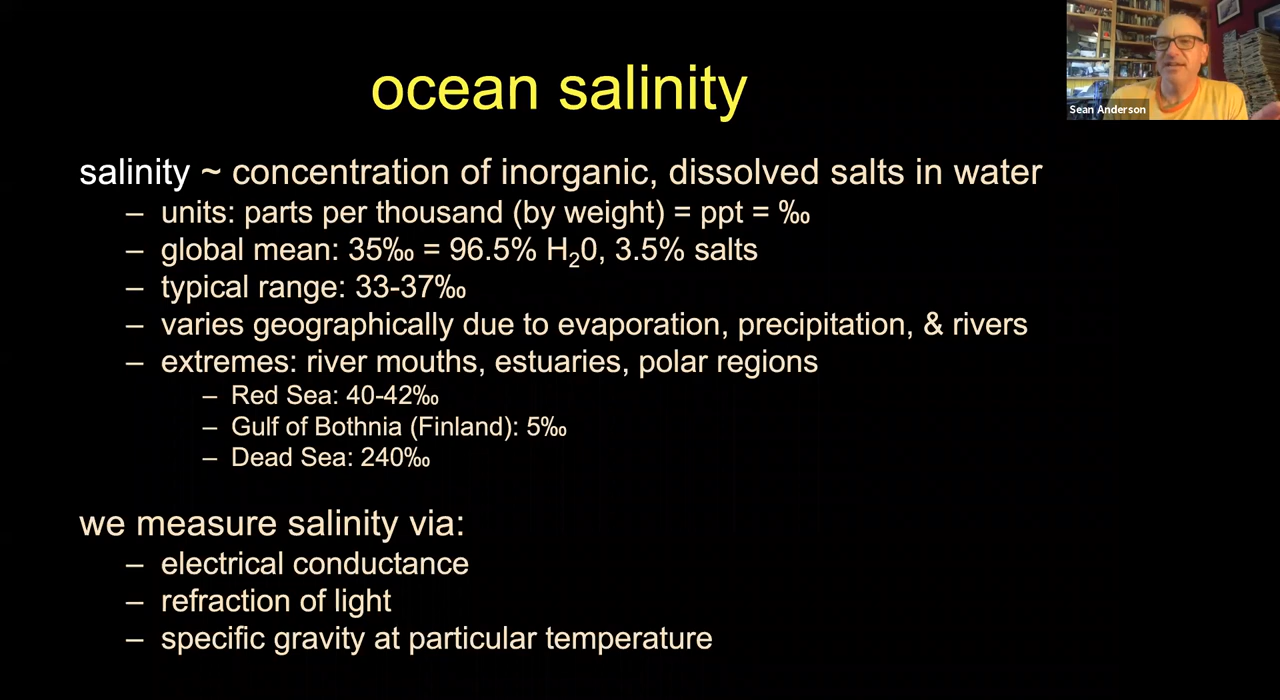 ocean salinity
Sean Anderson
salinity ~ concentration of inorganic, dissolved salts in water
– units: parts per thousand (by weight) = ppt = ‰
– global mean: 35‰ = 96.5% H₂0, 3.5% salts
– typical range: 33-37‰
– varies geographically due to evaporation, precipitation, & rivers
– extremes: river mouths, estuaries, polar regions
– Red Sea: 40-42‰
– Gulf of Bothnia (Finland): 5‰
– Dead Sea: 240‰
we measure salinity via:
– electrical conductance
– refraction of light
– specific gravity at particular temperature